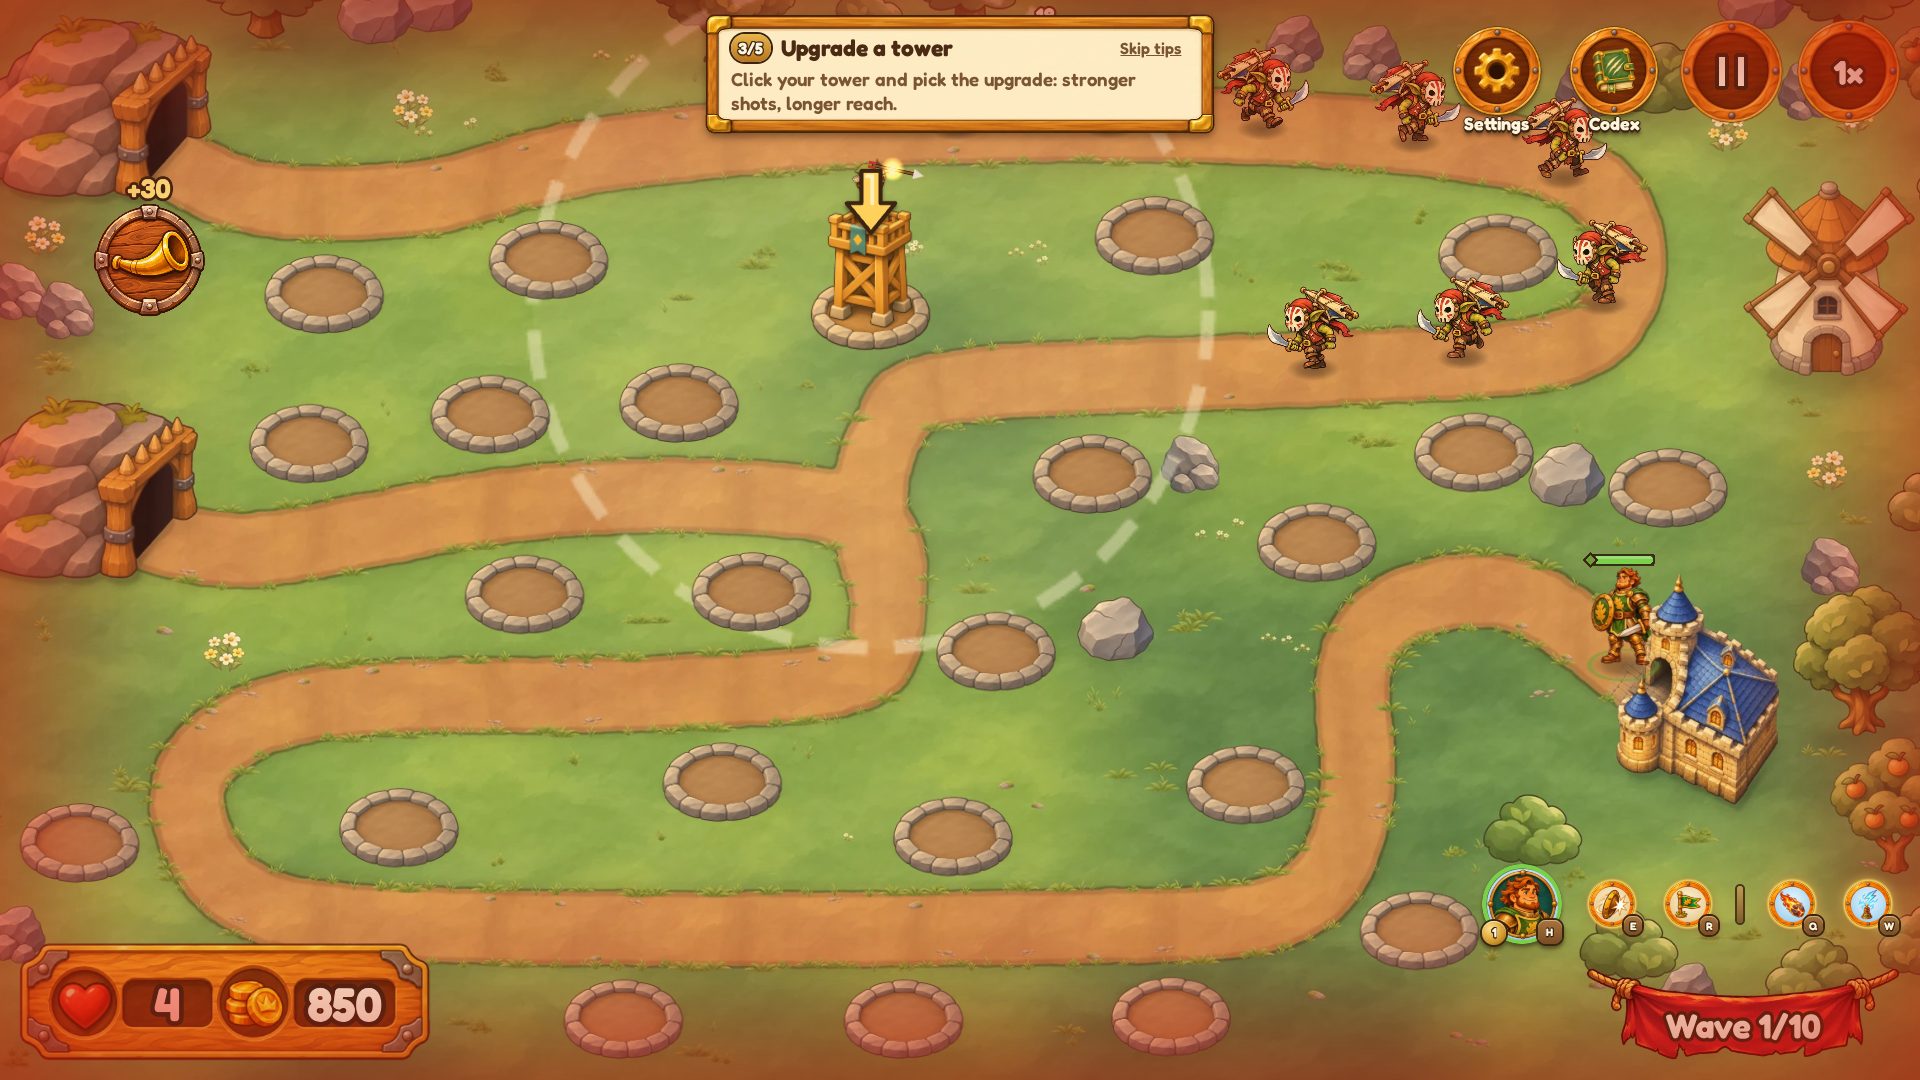 3/5
Upgrade a tower
Skip tips
Click your tower and pick the upgrade: stronger
shots, longer reach.
1x
Settings
Codex
+30
1
H
E
R
Q
W
4
850
Wave 1/10